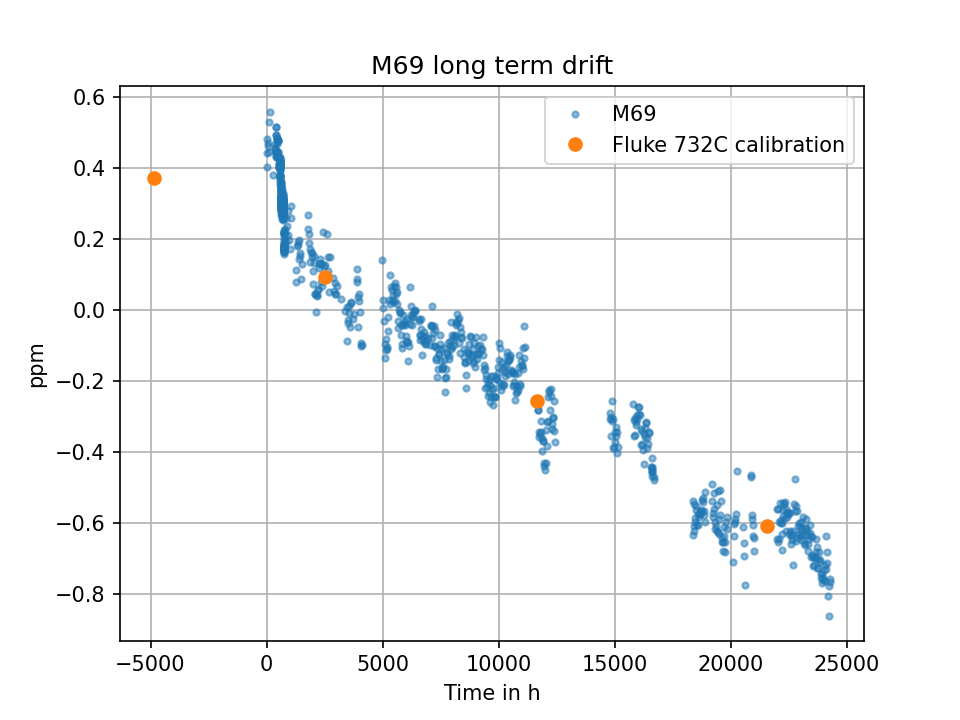 M69 long term drift
M69
Fluke 732C calibration
ppm
0.6
0.4
0.2
0.0
−0.2
−0.4
−0.6
−0.8
−5000 0 5000 10000 15000 20000 25000
Time in h